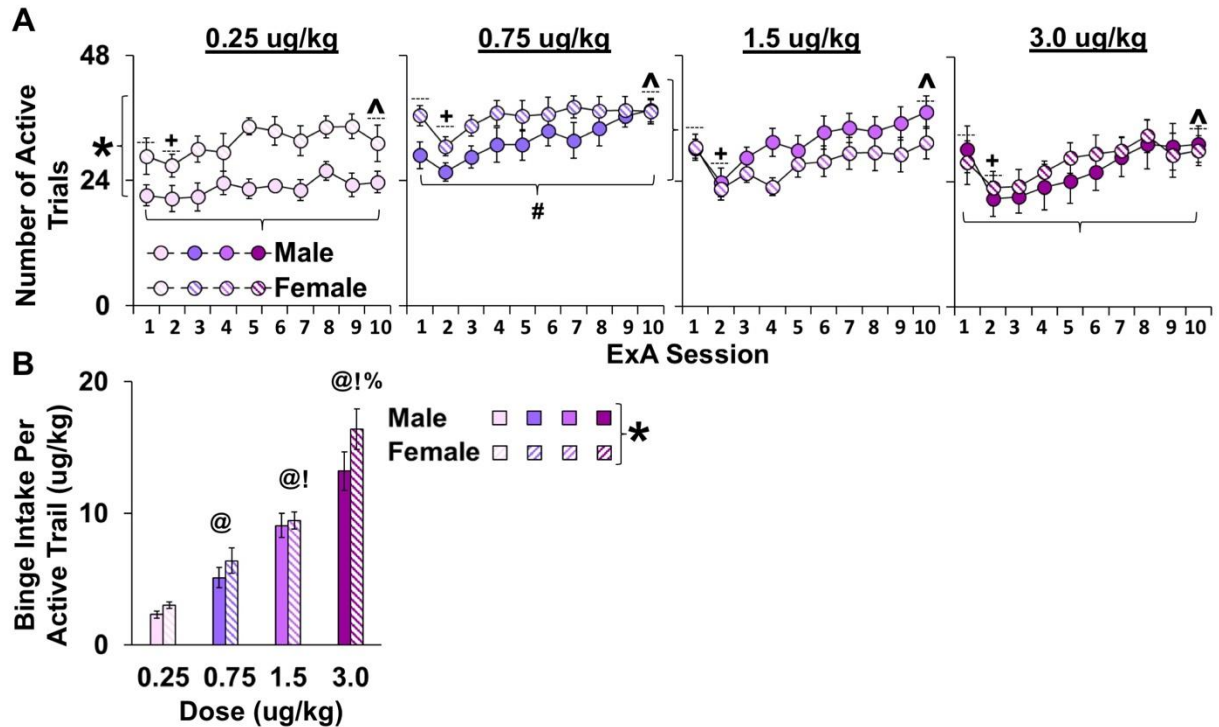 A
0.25 ug/kg
0.75 ug/kg
1.5 ug/kg
3.0 ug/kg
Number of Active
Trials
48
24
0
*
+
^
+
^
#
+
^
+
^
Male
Female
1 2 3 4 5 6 7 8 9 10
1 2 3 4 5 6 7 8 9 10
1 2 3 4 5 6 7 8 9 10
1 2 3 4 5 6 7 8 9 10
ExA Session
B
Binge Intake Per
Active Trail (ug/kg)
20
10
0
@
@!
@!%
Male
Female
*
0.25 0.75 1.5 3.0
Dose (ug/kg)